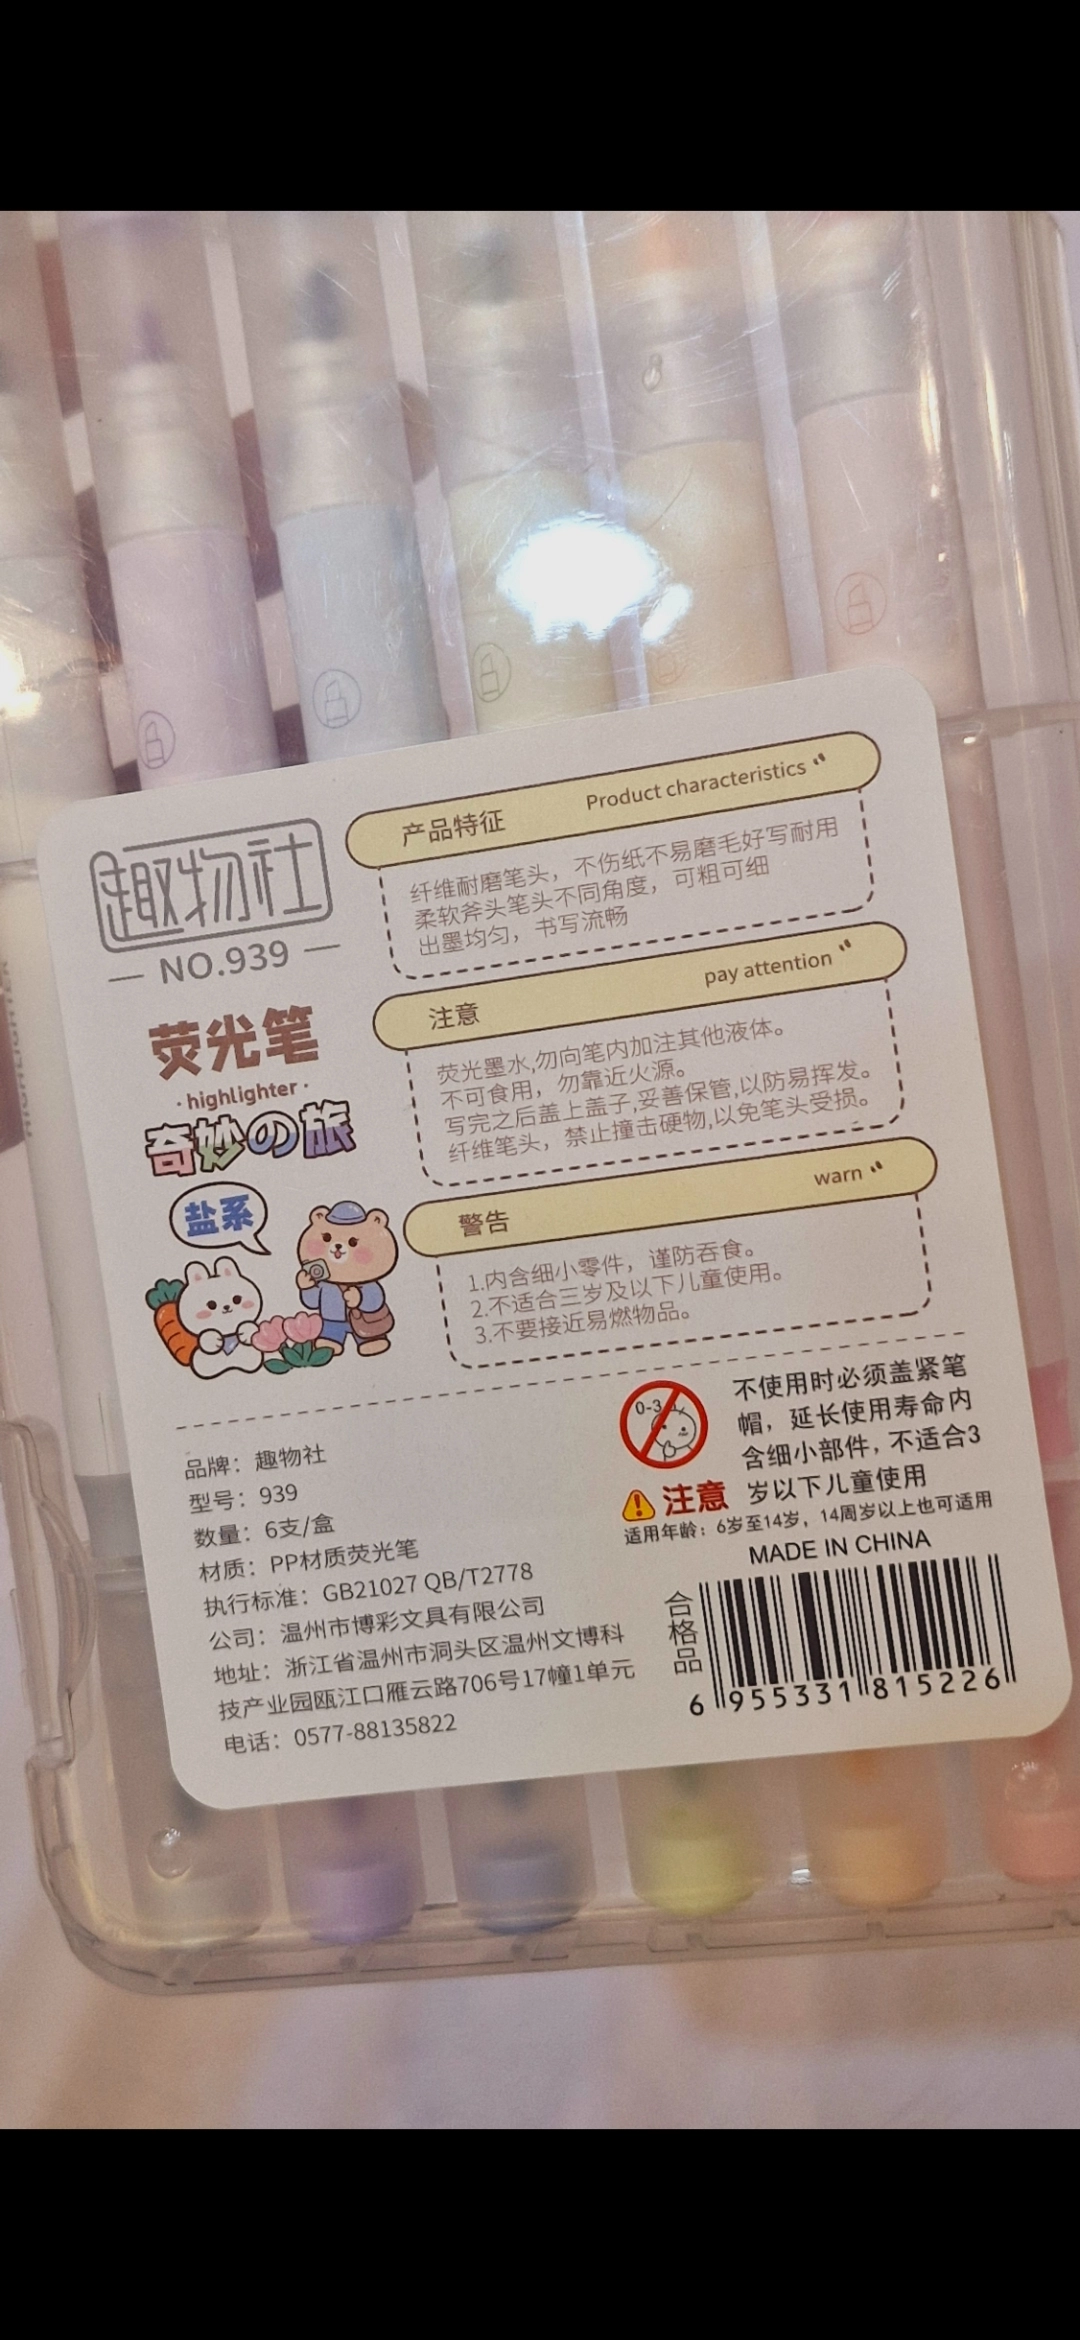 趣物社
NO.939
荧光笔
·highlighter·
奇妙の旅
盐系
产品特征 Product characteristics
纤维耐磨笔头，不伤纸不易磨毛好写耐用
柔软斧头笔头不同角度，可粗可细
出墨均匀，书写流畅
注意 pay attention
荧光墨水,勿向笔内加注其他液体。
不可食用，勿靠近火源。
写完之后盖上盖子,妥善保管,以防易挥发。
纤维笔头，禁止撞击硬物,以免笔头受损。
警告 warn
1.内含细小零件，谨防吞食。
2.不适合三岁及以下儿童使用。
3.不要接近易燃物品。
品牌：趣物社
型号：939
数量：6支/盒
材质：PP材质荧光笔
执行标准：GB21027 QB/T2778
公司：温州市博彩文具有限公司
地址：浙江省温州市洞头区温州文博科
技产业园瓯江口雁云路706号17幢1单元
电话：0577-88135822
0-3
不使用时必须盖紧笔
帽，延长使用寿命内
含细小部件，不适合3
岁以下儿童使用
注意
适用年龄：6岁至14岁，14周岁以上也可适用
MADE IN CHINA
合格品
6 955331 815226